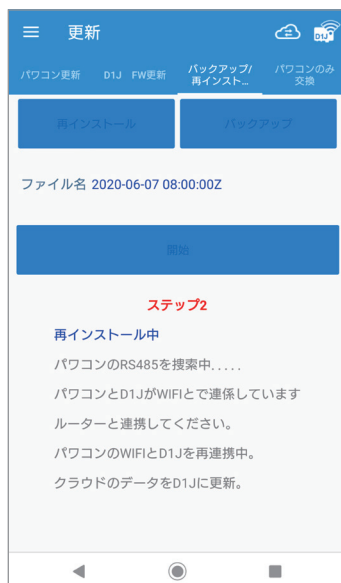 更新
D1J
パワコン更新 D1J FW更新 バックアップ/ パワコンのみ
再インスト... 交換
再インストール バックアップ
ファイル名 2020-06-07 08:00:00Z
開始
ステップ2
再インストール中
パワコンのRS485を捜索中.....
パワコンとD1JがWIFIとで連係しています
ルーターと連携してください。
パワコンのWIFIとD1Jを再連携中。
クラウドのデータをD1Jに更新。